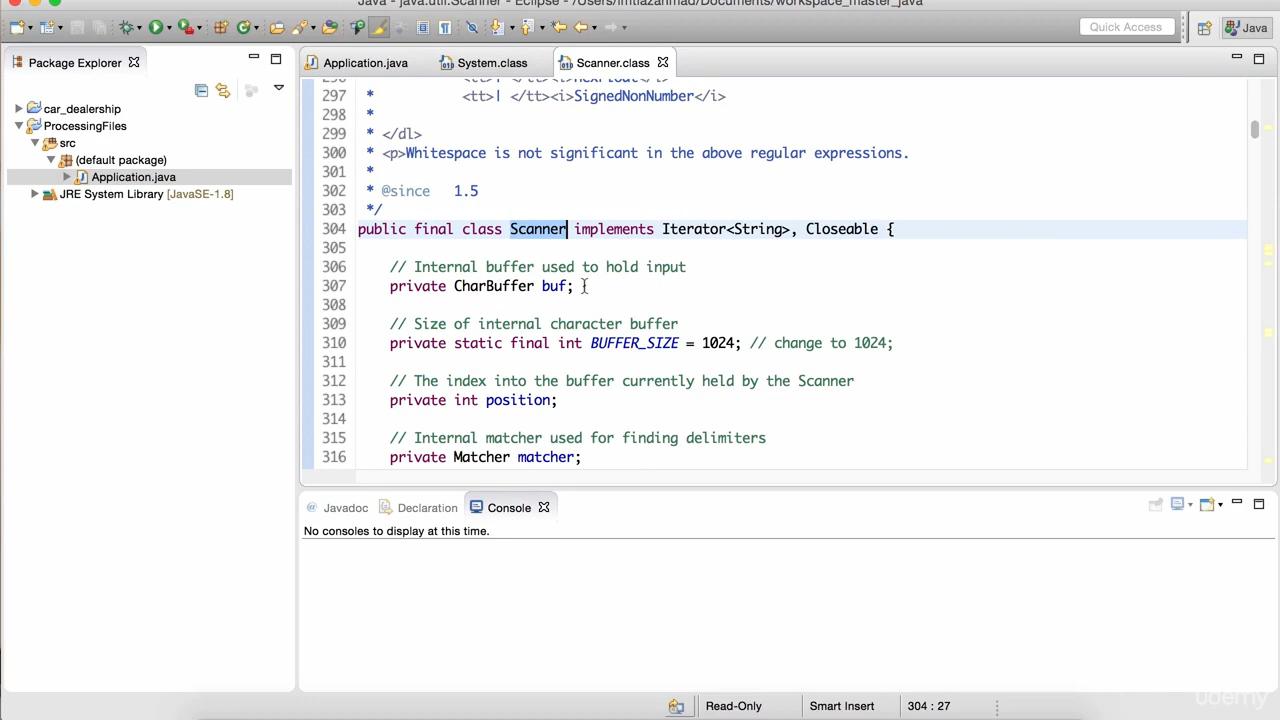 Java - java.util.Scanner - Eclipse - /Users/imtiazahmad/Documents/workspace_master_java
Quick Access
Java
Package Explorer
Application.java
System.class
Scanner.class
car_dealership
ProcessingFiles
src
(default package)
Application.java
JRE System Library [JavaSE-1.8]
297 * <tt>| </tt><i>SignedNonNumber</i>
298 *
299 * </dl>
300 * <p>Whitespace is not significant in the above regular expressions.
301 *
302 * @since 1.5
303 */
304 public final class Scanner implements Iterator<String>, Closeable {
305
306 // Internal buffer used to hold input
307 private CharBuffer buf;
308
309 // Size of internal character buffer
310 private static final int BUFFER_SIZE = 1024; // change to 1024;
311
312 // The index into the buffer currently held by the Scanner
313 private int position;
314
315 // Internal matcher used for finding delimiters
316 private Matcher matcher;
Javadoc
Declaration
Console
No consoles to display at this time.
Read-Only
Smart Insert
304 : 27
udemy